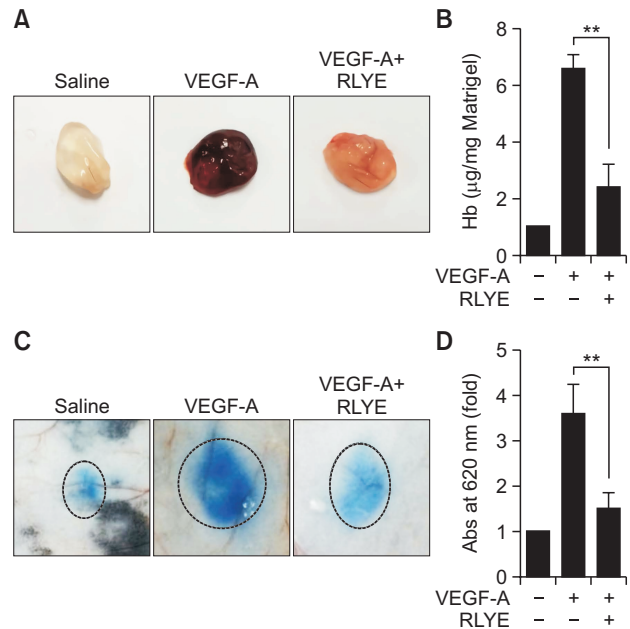 A
Saline
VEGF-A
VEGF-A+
RLYE
B
Hb (µg/mg Matrigel)
8
6
4
2
0
**
VEGF-A − + +
RLYE − − +
C
Saline
VEGF-A
VEGF-A+
RLYE
D
Abs at 620 nm (fold)
5
4
3
2
1
0
**
VEGF-A − + +
RLYE − − +